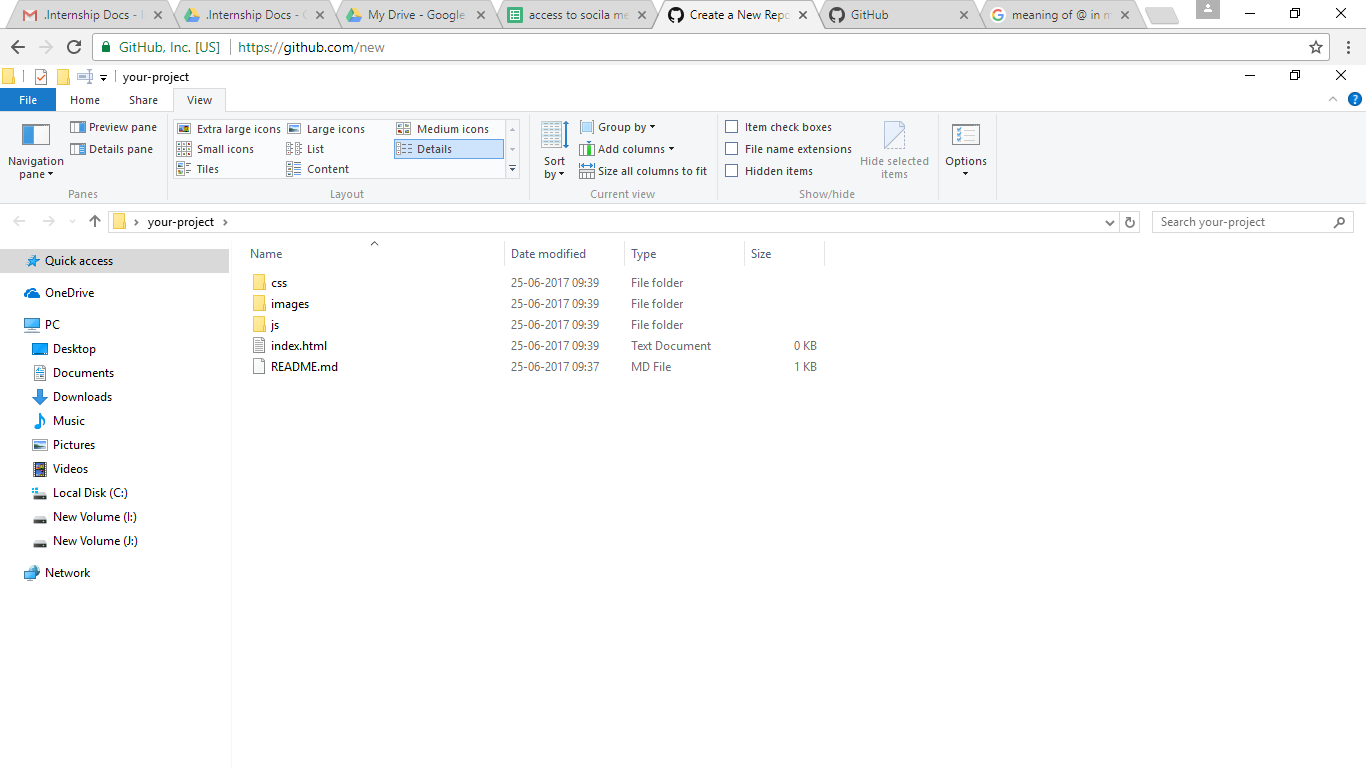 .Internship Docs - .Internship Docs - My Drive - Google access to socila me Create a New Repo GitHub meaning of @ in m
GitHub, Inc. [US] https://github.com/new
your-project
File Home Share View
Navigation pane
Preview pane
Details pane
Panes
Extra large icons Large icons Medium icons
Small icons List Details
Tiles Content
Layout
Sort by
Group by
Add columns
Size all columns to fit
Current view
Item check boxes
File name extensions
Hidden items
Hide selected items
Show/hide
Options
your-project Search your-project
Name Date modified Type Size
css 25-06-2017 09:39 File folder
images 25-06-2017 09:39 File folder
js 25-06-2017 09:39 File folder
index.html 25-06-2017 09:39 Text Document 0 KB
README.md 25-06-2017 09:37 MD File 1 KB
Quick access
OneDrive
PC
Desktop
Documents
Downloads
Music
Pictures
Videos
Local Disk (C:)
New Volume (I:)
New Volume (J:)
Network